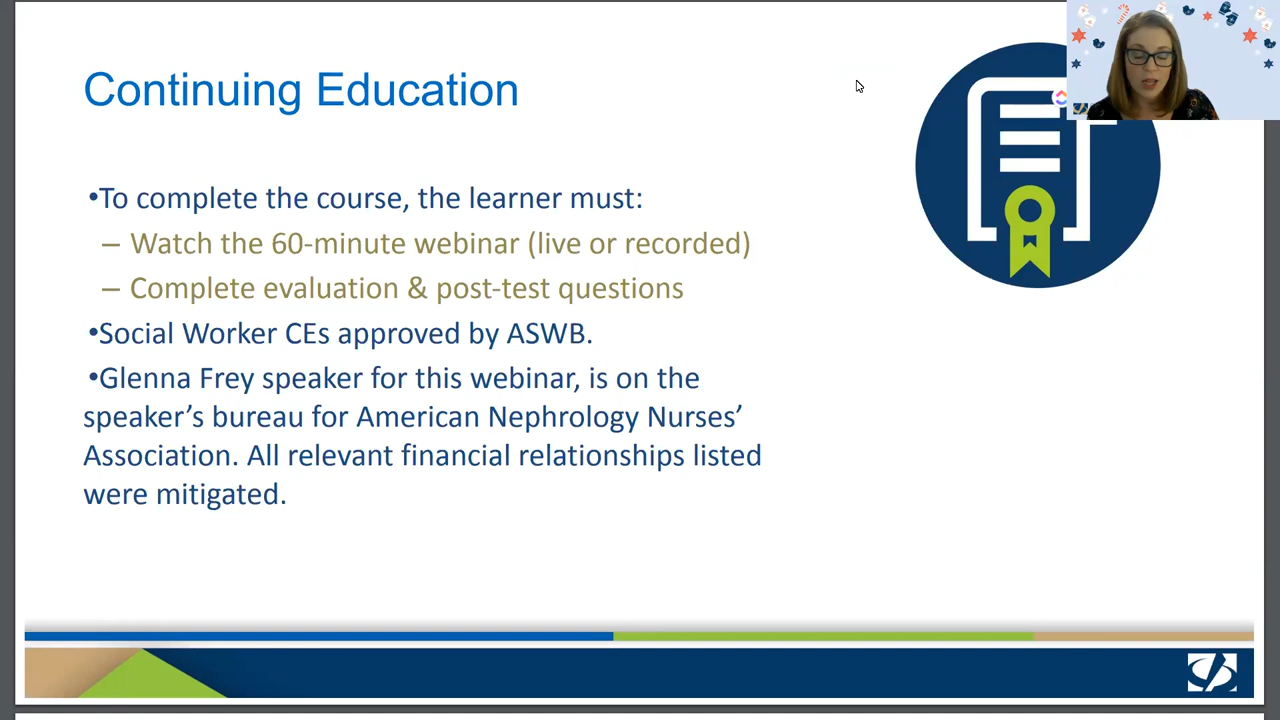 Continuing Education
•To complete the course, the learner must:
– Watch the 60-minute webinar (live or recorded)
– Complete evaluation & post-test questions
•Social Worker CEs approved by ASWB.
•Glenna Frey speaker for this webinar, is on the
speaker’s bureau for American Nephrology Nurses’
Association. All relevant financial relationships listed
were mitigated.